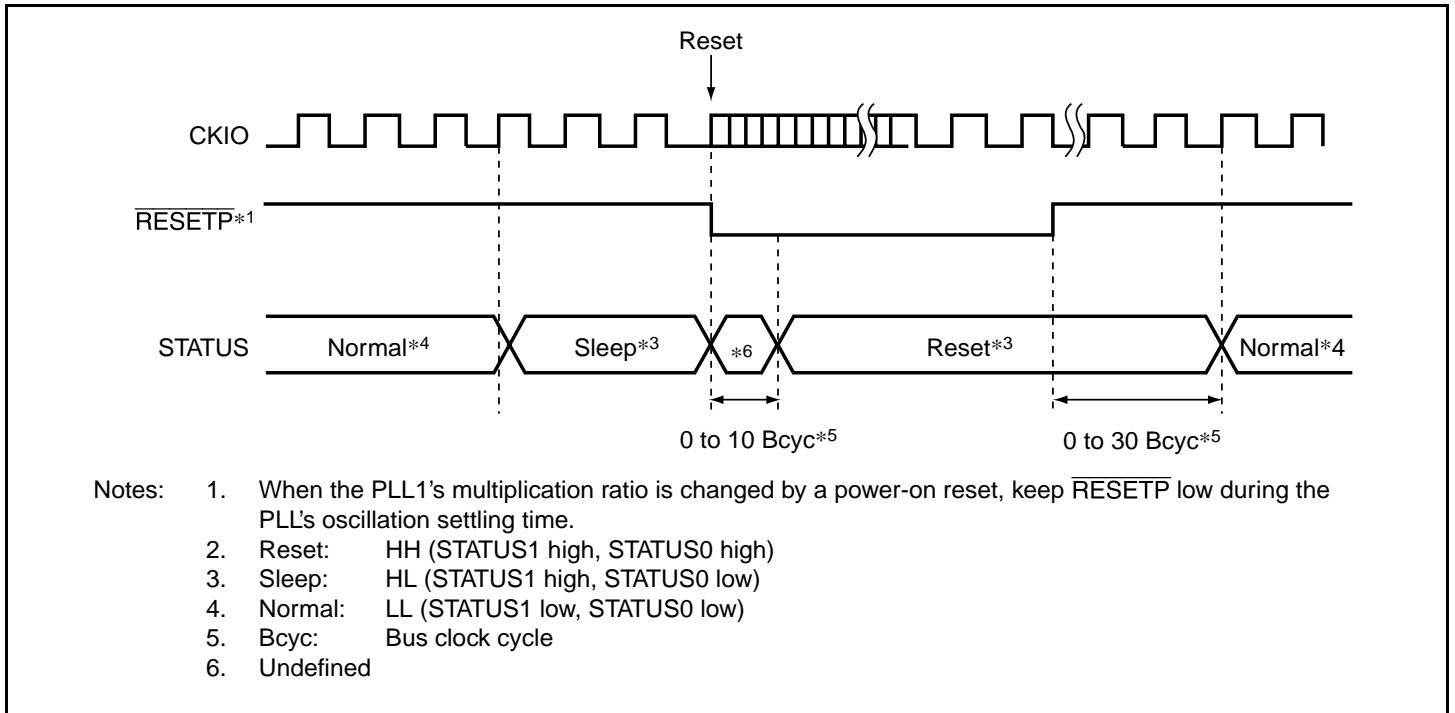 Reset
CKIO
RESETP*1
STATUS Normal*4 Sleep*3 *6 Reset*3 Normal*4
0 to 10 Bcyc*5 0 to 30 Bcyc*5
Notes: 1. When the PLL1's multiplication ratio is changed by a power-on reset, keep RESETP low during the
PLL's oscillation settling time.
2. Reset: HH (STATUS1 high, STATUS0 high)
3. Sleep: HL (STATUS1 high, STATUS0 low)
4. Normal: LL (STATUS1 low, STATUS0 low)
5. Bcyc: Bus clock cycle
6. Undefined